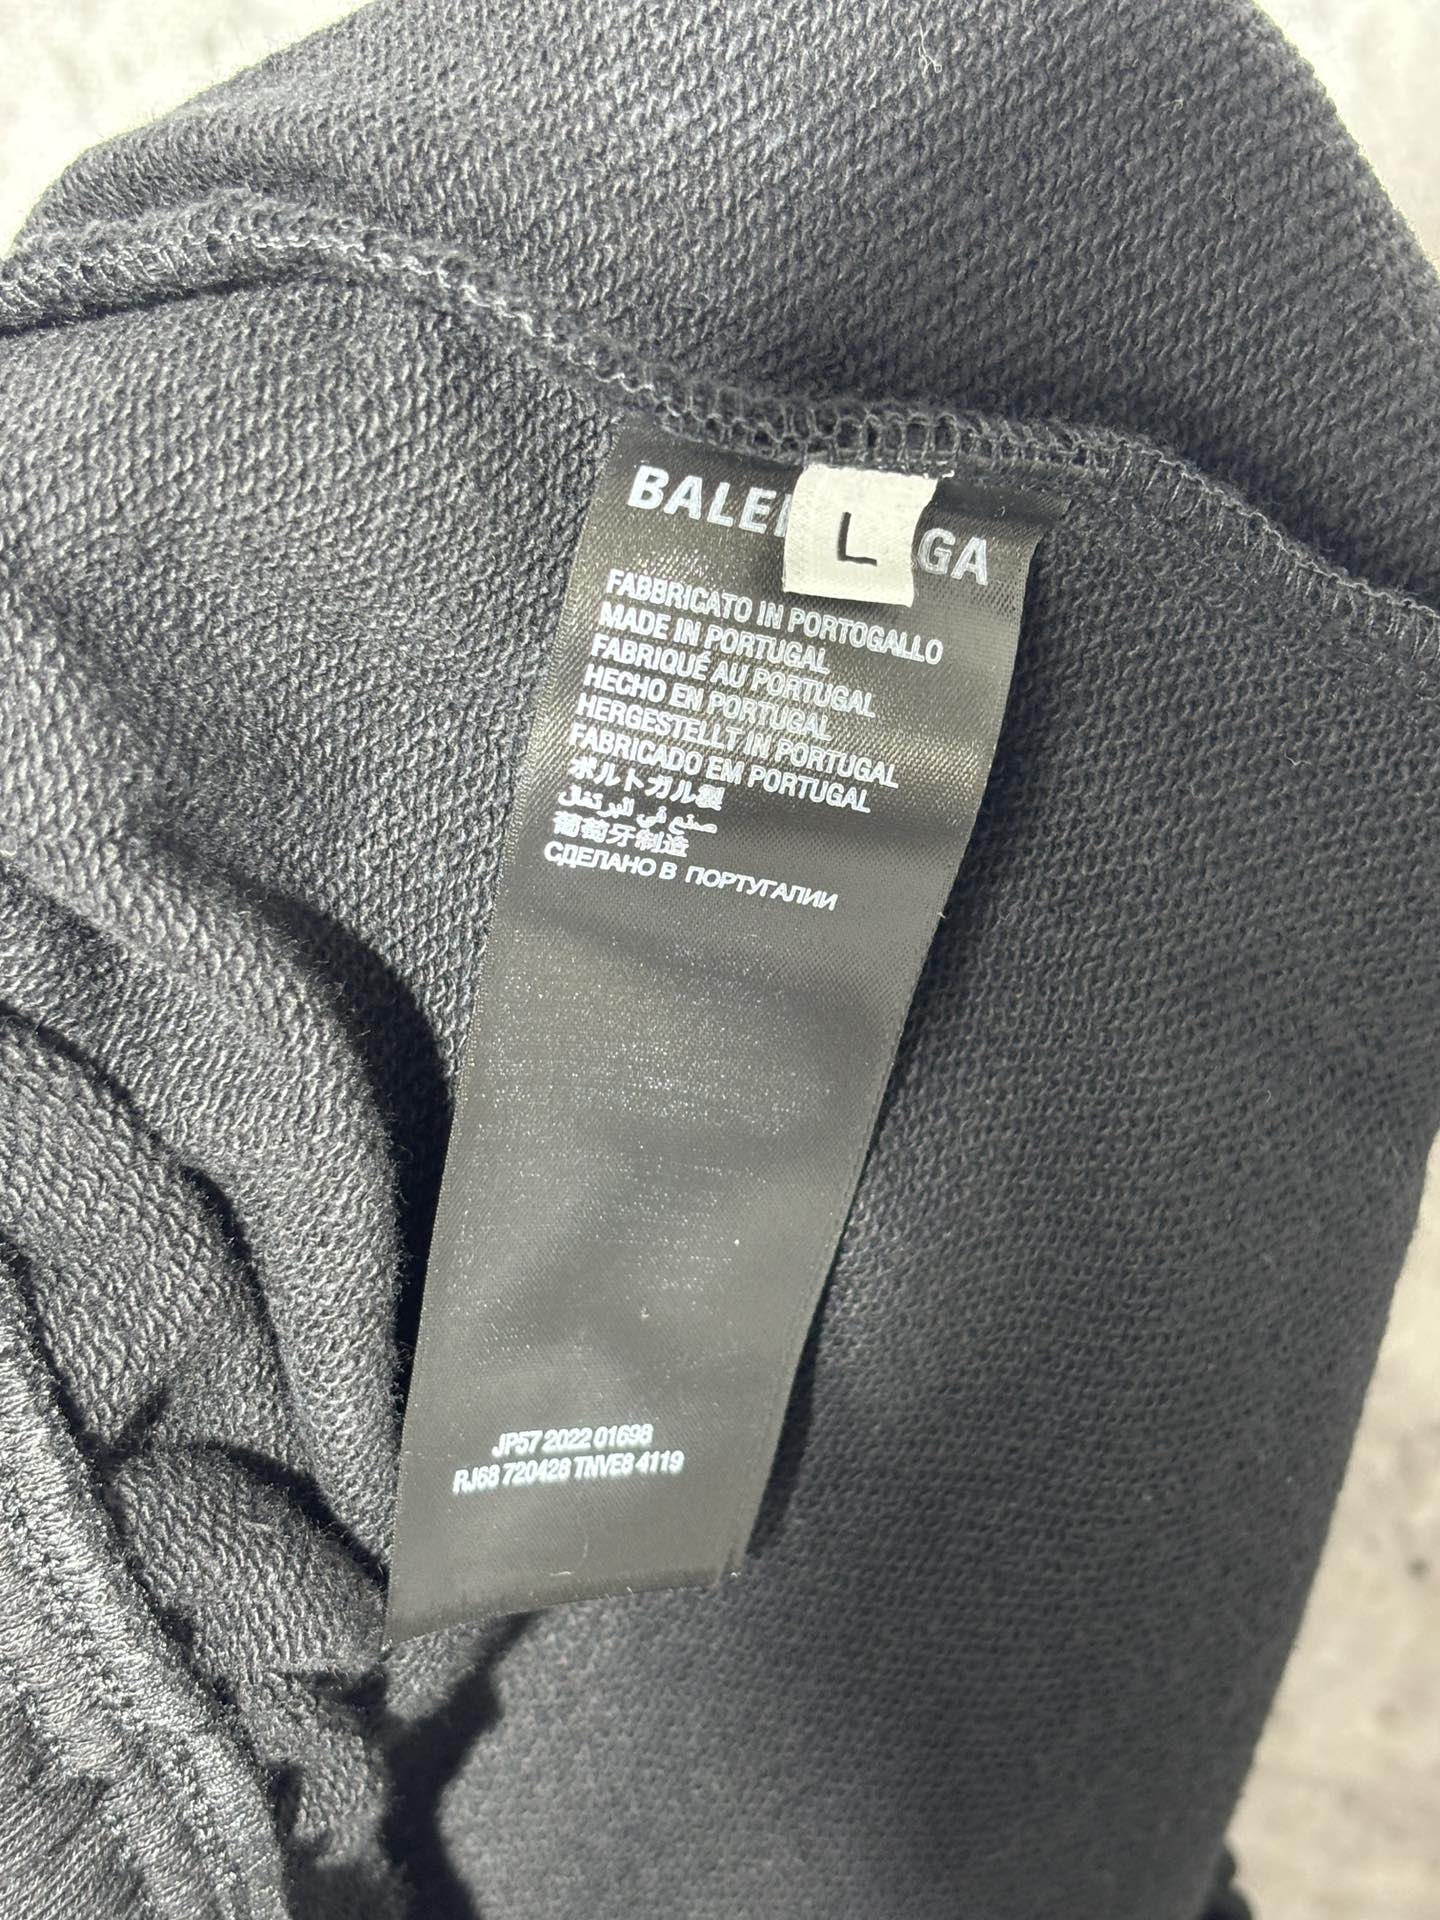 BALE GA
L
FABBRICATO IN PORTOGALLO
MADE IN PORTUGAL
FABRIQUÉ AU PORTUGAL
HECHO EN PORTUGAL
HERGESTELLT IN PORTUGAL
FABRICADO EM PORTUGAL
ポルトガル製
صنع في البرتغال
葡萄牙制造
СДЕЛАНО В ПОРТУГАЛИИ
JP57 2022 01698
RJ68 720428 TNVE8 4119